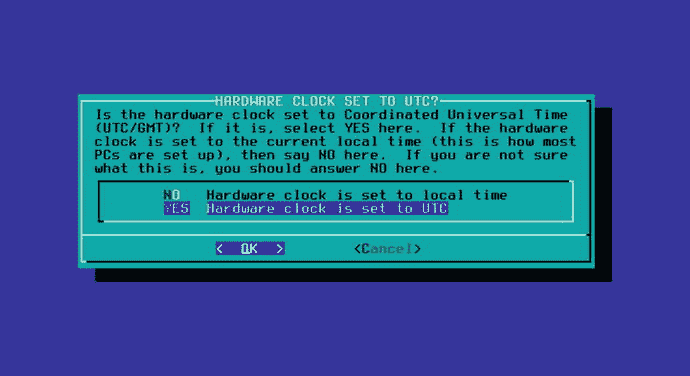 HARDWARE CLOCK SET TO UTC?
Is the hardware clock set to Coordinated Universal Time
(UTC/GMT)?  If it is, select YES here.  If the hardware
clock is set to the current local time (this is how most
PCs are set up), then say NO here.  If you are not sure
what this is, you should answer NO here.
NO  Hardware clock is set to local time
YES  Hardware clock is set to UTC
<  OK  > <Cancel>